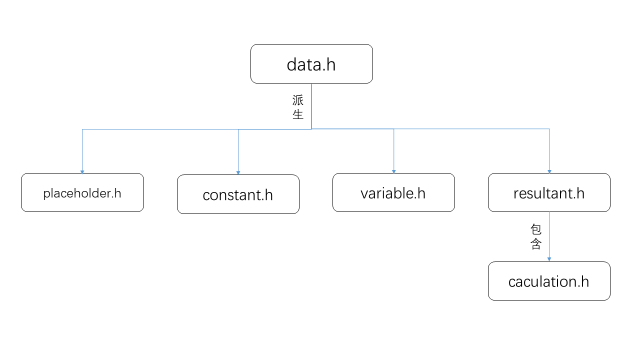 data.h
派
生
placeholder.h
constant.h
variable.h
resultant.h
包
含
caculation.h